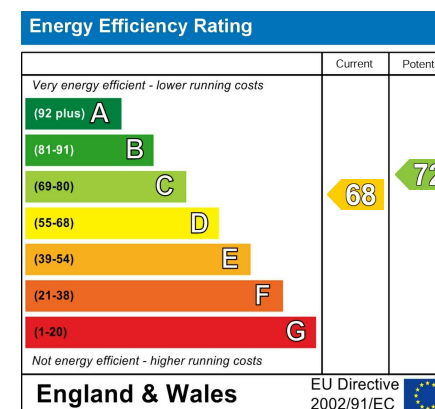 Energy Efficiency Rating
Current Potent
Very energy efficient - lower running costs
(92 plus) A
(81-91) B
(69-80) C
(55-68) D
(39-54) E
(21-38) F
(1-20) G
68
72
Not energy efficient - higher running costs
England & Wales
EU Directive
2002/91/EC